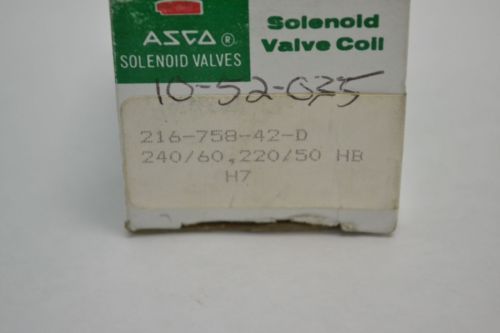 ASCO®
SOLENOID VALVES
Solenoid
Valve Coil
10-52-035
216-758-42-D
240/60,220/50 HB
H7